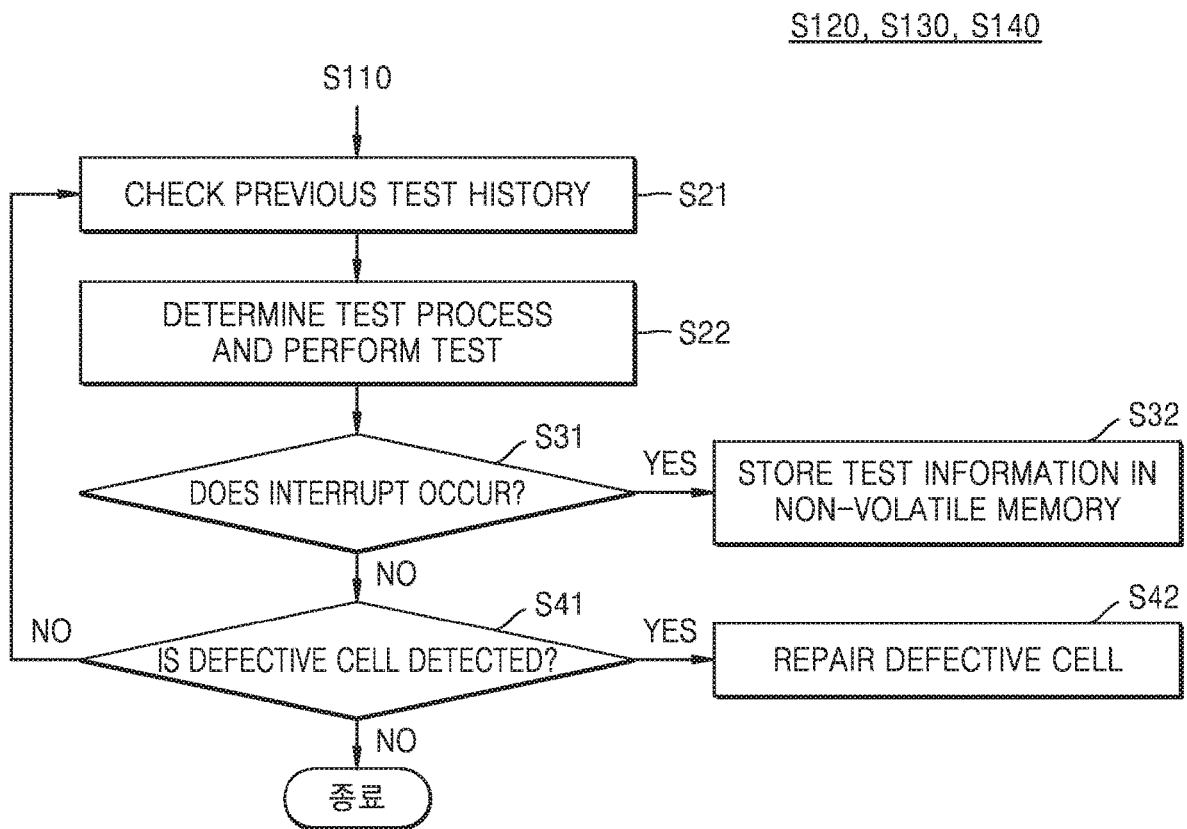 S120, S130, S140
S110
CHECK PREVIOUS TEST HISTORY
S21
DETERMINE TEST PROCESS
AND PERFORM TEST
S22
S31
DOES INTERRUPT OCCUR?
YES
S32
STORE TEST INFORMATION IN
NON-VOLATILE MEMORY
NO
S41
NO
IS DEFECTIVE CELL DETECTED?
YES
S42
REPAIR DEFECTIVE CELL
NO
종료